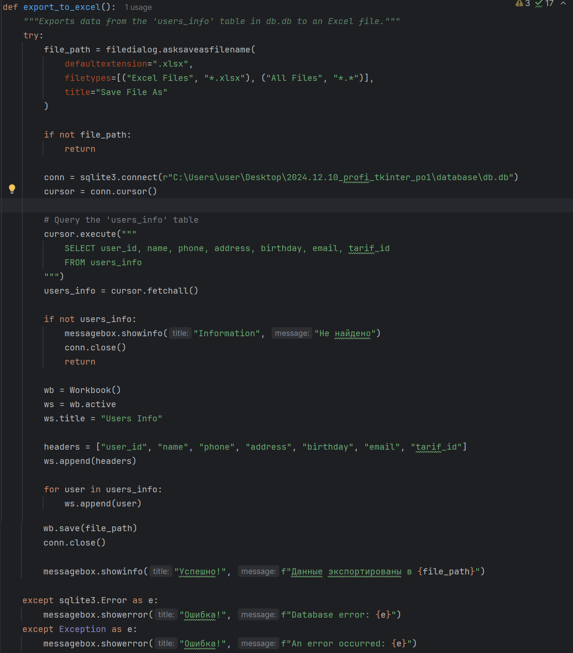 def export_to_excel():  1 usage
⚠3 ✓17
    """Exports data from the 'users_info' table in db.db to an Excel file."""
    try:
        file_path = filedialog.asksaveasfilename(
            defaultextension=".xlsx",
            filetypes=[("Excel Files", "*.xlsx"), ("All Files", "*.*")],
            title="Save File As"
        )
        if not file_path:
            return
        conn = sqlite3.connect(r"C:\Users\user\Desktop\2024.12.10_profi_tkinter_po1\database\db.db")
        cursor = conn.cursor()
        # Query the 'users_info' table
        cursor.execute("""
            SELECT user_id, name, phone, address, birthday, email, tarif_id
            FROM users_info
        """)
        users_info = cursor.fetchall()
        if not users_info:
            messagebox.showinfo( title: "Information", message: "Не найдено")
            conn.close()
            return
        wb = Workbook()
        ws = wb.active
        ws.title = "Users Info"
        headers = ["user_id", "name", "phone", "address", "birthday", "email", "tarif_id"]
        ws.append(headers)
        for user in users_info:
            ws.append(user)
        wb.save(file_path)
        conn.close()
        messagebox.showinfo( title: "Успешно!", message: f"Данные экспортированы в {file_path}")
    except sqlite3.Error as e:
        messagebox.showerror( title: "Ошибка!", message: f"Database error: {e}")
    except Exception as e:
        messagebox.showerror( title: "Ошибка!", message: f"An error occurred: {e}")